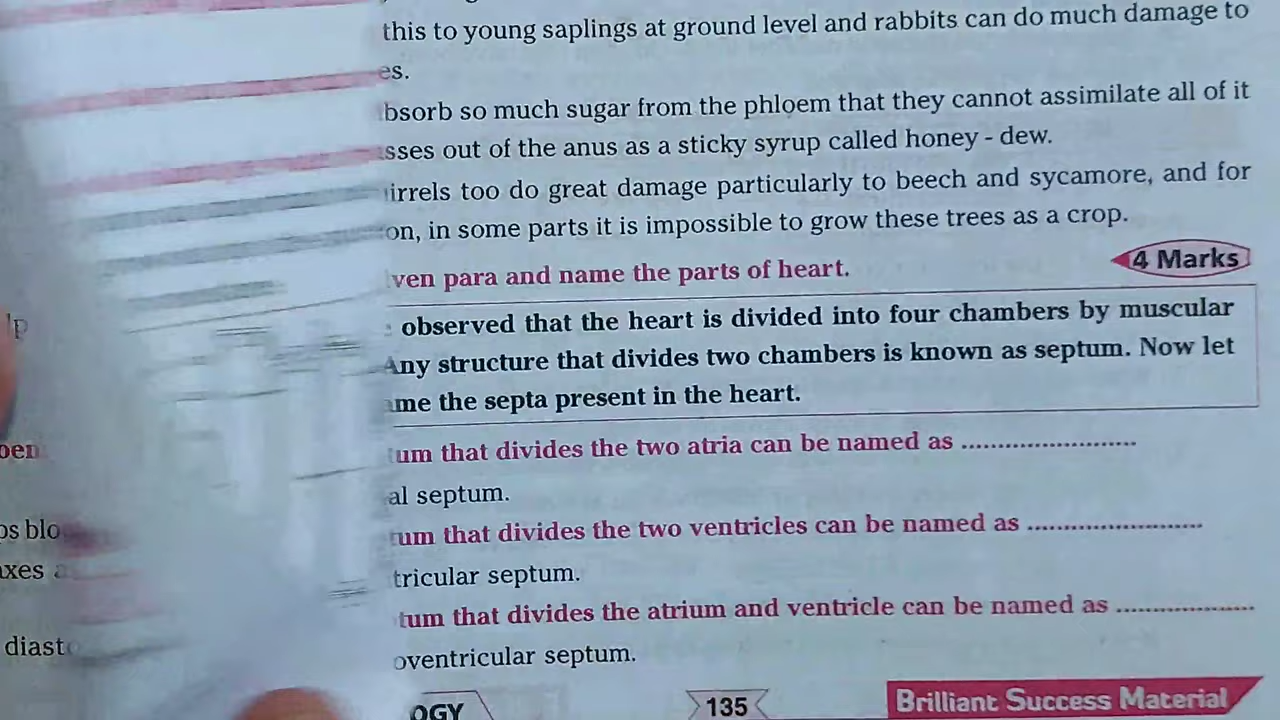 this to young saplings at ground level and rabbits can do much damage to
es.
bsorb so much sugar from the phloem that they cannot assimilate all of it
sses out of the anus as a sticky syrup called honey - dew.
irrels too do great damage particularly to beech and sycamore, and for
on, in some parts it is impossible to grow these trees as a crop.
ven para and name the parts of heart.
4 Marks
observed that the heart is divided into four chambers by muscular
Any structure that divides two chambers is known as septum. Now let
me the septa present in the heart.
um that divides the two atria can be named as ........................
al septum.
um that divides the two ventricles can be named as ........................
tricular septum.
tum that divides the atrium and ventricle can be named as ...................
oventricular septum.
OGY
135
Brilliant Success Material
os blo
axes
diast